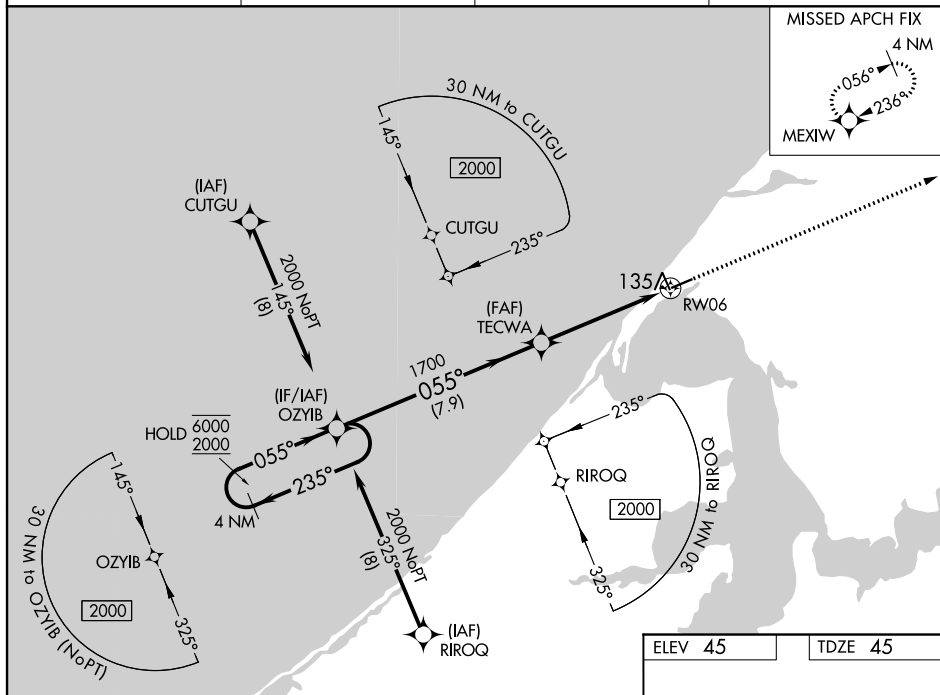 MISSED APCH FIX
4 NM
056°
236°
MEXIW
30 NM to CUTGU
145°
2000
CUTGU
235°
(IAF)
CUTGU
2000 NoPT
145°
(8)
135
RW06
(FAF)
TECWA
1700
055°
(7.9)
(IF/IAF)
OZYIB
HOLD 6000
2000
055°
235°
4 NM
235°
RIROQ
2000
325°
30 NM to RIROQ
145°
OZYIB
2000
325°
30 NM to OZYIB (NoPT)
2000 NoPT
325°
(8)
(IAF)
RIROQ
ELEV 45
TDZE 45